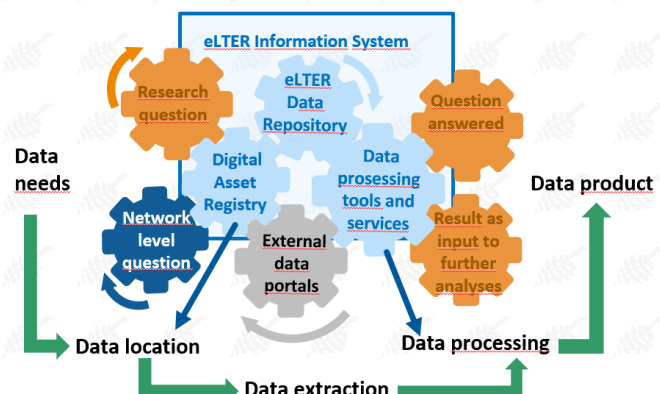 eLTER Information System
Research
question
eLTER
Data
Repository
Question
answered
Data
needs
Digital
Asset
Registry
Data
prosessing
tools and
services
Data product
Network
level
question
External
data
portals
Result as
input to
further
analyses
Data location
Data processing
Data extraction